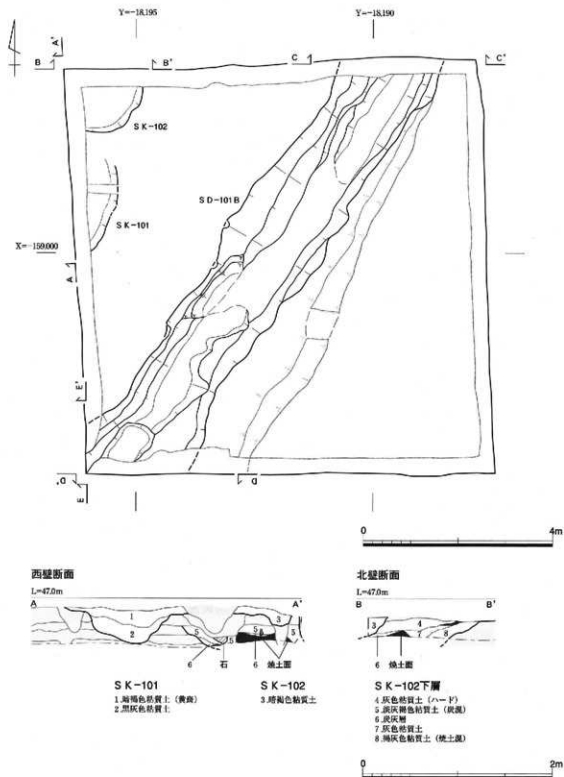 Y=-18,195
Y=-18,190
A'
B
B'
C
C'
SK-102
SD-101B
SK-101
X=-159,000
A
E'
D'
D
E
0
4m
西壁断面
L=47.0m
A
A'
1
2
3
5
5
5
5
6
石
6
焼土面
SK-101
1.暗褐色粘質土(黄斑)
2.黒灰色粘質土
SK-102
3.暗褐色粘質土
北壁断面
L=47.0m
B
B'
3
4
7
8
6
焼土面
SK-102下層
4.灰色粘質土(ハード)
5.淡灰褐色粘質土(炭混)
6.炭灰層
7.灰色粘質土
8.褐灰色粘質土(焼土混)
0
2m